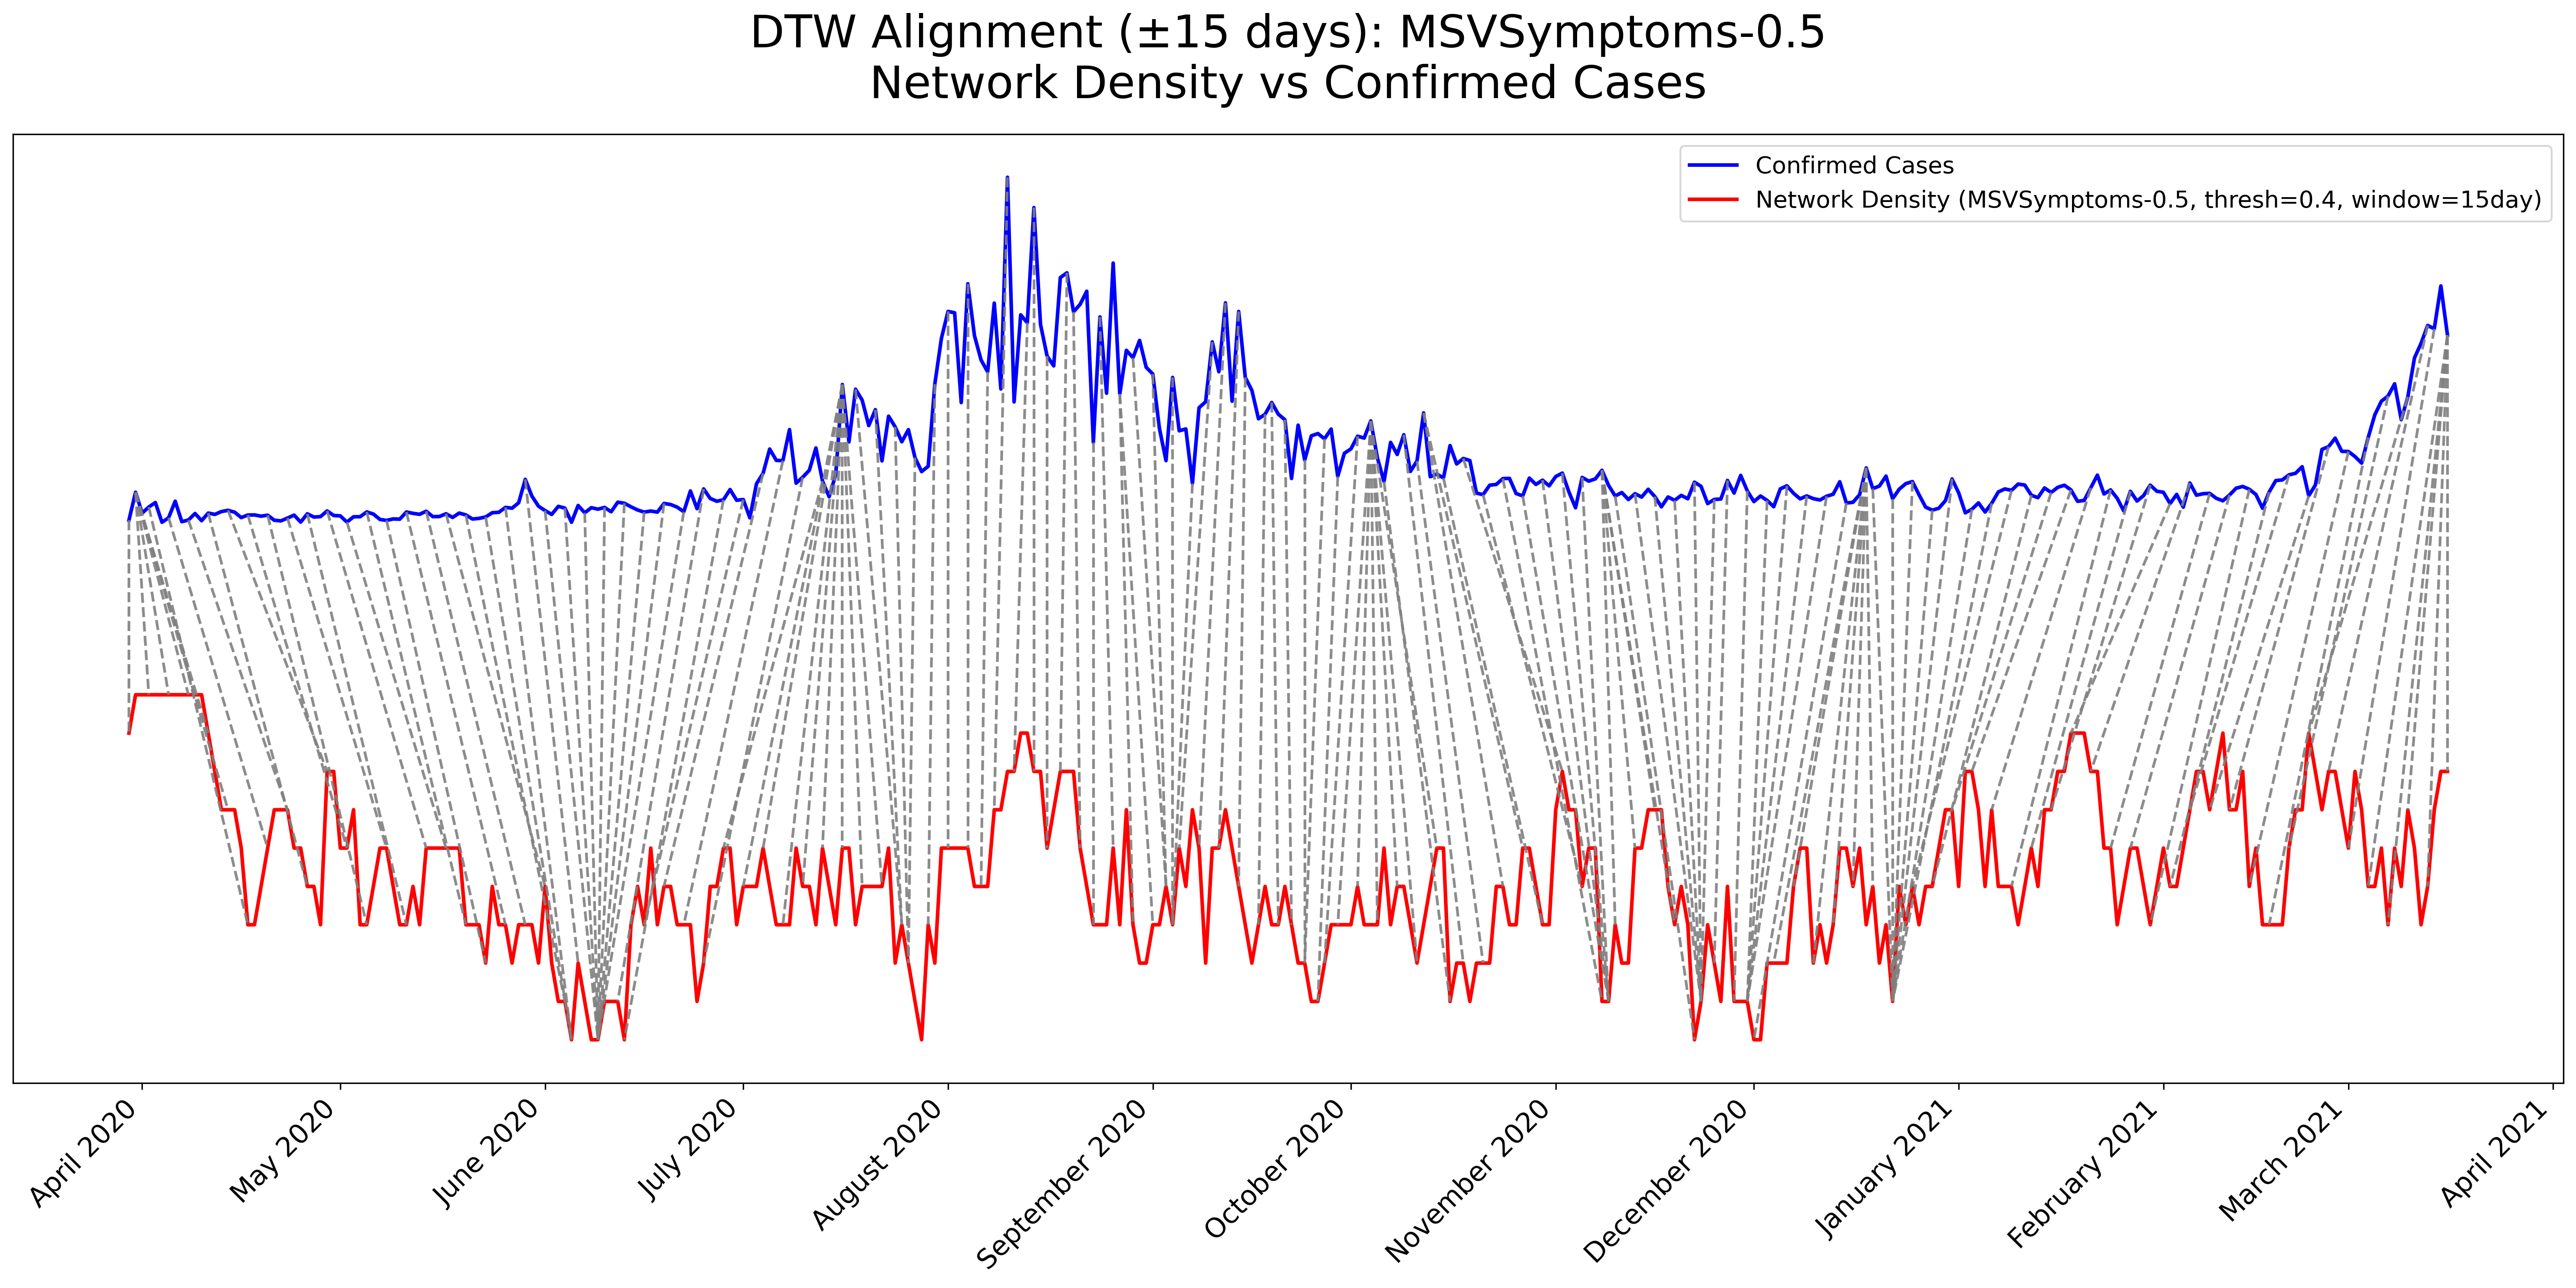 DTW Alignment (±15 days): MSVSymptoms-0.5
Network Density vs Confirmed Cases
Confirmed Cases
Network Density (MSVSymptoms-0.5, thresh=0.4, window=15day)
April 2020
May 2020
June 2020
July 2020
August 2020
September 2020
October 2020
November 2020
December 2020
January 2021
February 2021
March 2021
April 2021